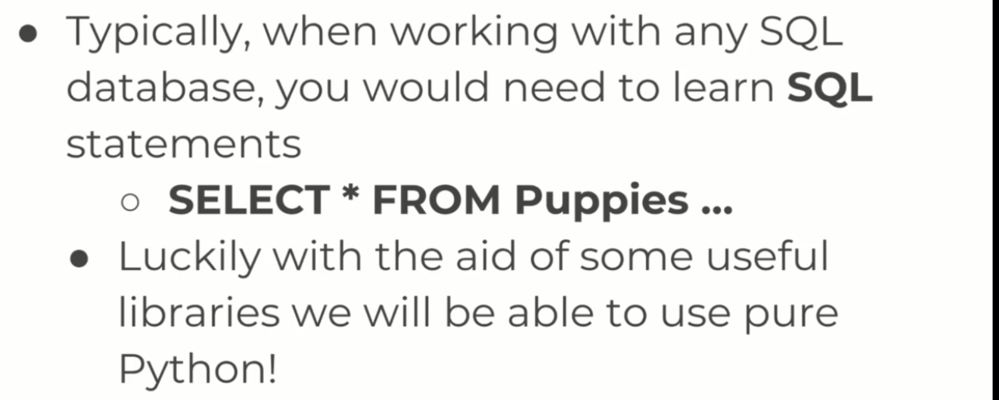 ● Typically, when working with any SQL
database, you would need to learn SQL
statements
○ SELECT * FROM Puppies ...
● Luckily with the aid of some useful
libraries we will be able to use pure
Python!